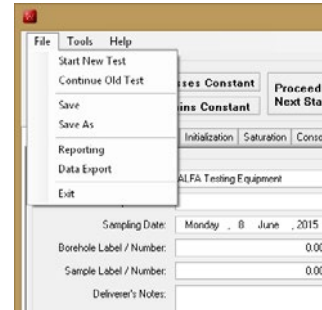 File Tools Help
Start New Test
Continue Old Test
Save
Save As
Reporting
Data Export
Exit
sses Constant
ins Constant
Proceed
Next Sta
Initialization Saturation Conso
ALFA Testing Equipment
Sampling Date: Monday , 8 June , 2015
Borehole Label / Number: 0.00
Sample Label / Number: 0.00
Deliverer's Notes: